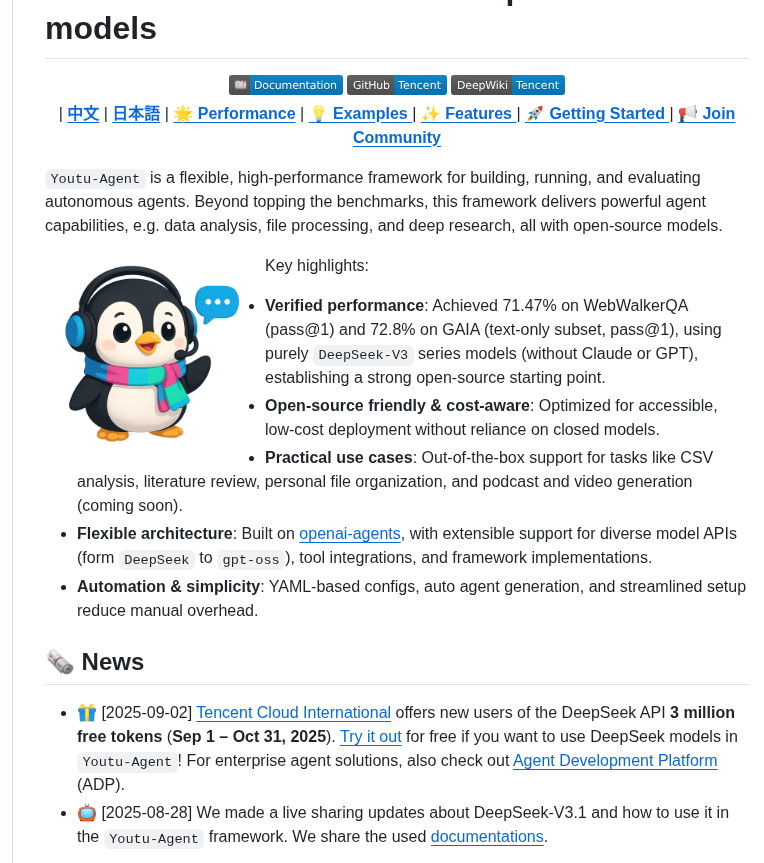 models
Documentation GitHub Tencent DeepWiki Tencent
| 中文 | 日本語 | 🌟 Performance | 💡 Examples | ✨ Features | 🚀 Getting Started | 📢 Join
Community
Youtu-Agent is a flexible, high-performance framework for building, running, and evaluating
autonomous agents. Beyond topping the benchmarks, this framework delivers powerful agent
capabilities, e.g. data analysis, file processing, and deep research, all with open-source models.
Key highlights:
• Verified performance: Achieved 71.47% on WebWalkerQA
(pass@1) and 72.8% on GAIA (text-only subset, pass@1), using
purely DeepSeek-V3 series models (without Claude or GPT),
establishing a strong open-source starting point.
• Open-source friendly & cost-aware: Optimized for accessible,
low-cost deployment without reliance on closed models.
• Practical use cases: Out-of-the-box support for tasks like CSV
analysis, literature review, personal file organization, and podcast and video generation
(coming soon).
• Flexible architecture: Built on openai-agents, with extensible support for diverse model APIs
(form DeepSeek to gpt-oss), tool integrations, and framework implementations.
• Automation & simplicity: YAML-based configs, auto agent generation, and streamlined setup
reduce manual overhead.
🗞️ News
• 🎁 [2025-09-02] Tencent Cloud International offers new users of the DeepSeek API 3 million
free tokens (Sep 1 – Oct 31, 2025). Try it out for free if you want to use DeepSeek models in
Youtu-Agent! For enterprise agent solutions, also check out Agent Development Platform
(ADP).
• 📺 [2025-08-28] We made a live sharing updates about DeepSeek-V3.1 and how to use it in
the Youtu-Agent framework. We share the used documentations.